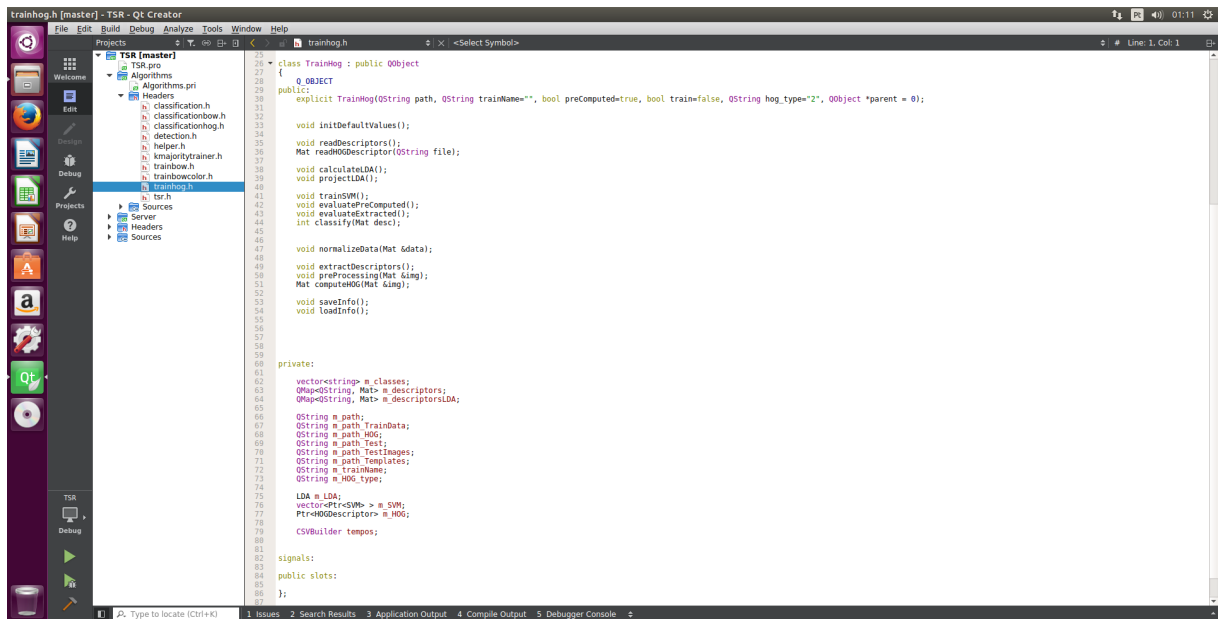 trainhog.h [master] - TSR - Qt Creator
Pt
01:11
File Edit Build Debug Analyze Tools Window Help
Projects
trainhog.h
<Select Symbol>
# Line: 1, Col: 1
Welcome
Edit
Design
Debug
Projects
Help
TSR
Debug
TSR [master]
TSR.pro
Algorithms
Algorithms.pri
Headers
classification.h
classificationbow.h
classificationhog.h
detection.h
helper.h
kmajoritytrainer.h
trainbow.h
trainbowcolor.h
trainhog.h
tsr.h
Sources
Server
Headers
Sources
25
26 class TrainHog : public QObject
27 {
28 Q_OBJECT
29 public:
30 explicit TrainHog(QString path, QString trainName="", bool preComputed=true, bool train=false, QString hog_type="2", QObject *parent = 0);
31
32
33 void initDefaultValues();
34
35 void readDescriptors();
36 Mat readHOGDescriptor(QString file);
37
38 void calculateLDA();
39 void projectLDA();
40
41 void trainSVM();
42 void evaluatePreComputed();
43 void evaluateExtracted();
44 int classify(Mat desc);
45
46
47 void normalizeData(Mat &data);
48
49 void extractDescriptors();
50 void preProcessing(Mat &img);
51 Mat computeHOG(Mat &img);
52
53 void saveInfo();
54 void loadInfo();
55
56
57
58
59
60 private:
61
62 vector<string> m_classes;
63 QMap<QString, Mat> m_descriptors;
64 QMap<QString, Mat> m_descriptorsLDA;
65
66 QString m_path;
67 QString m_path_TrainData;
68 QString m_path_HOG;
69 QString m_path_Test;
70 QString m_path_TestImages;
71 QString m_path_Templates;
72 QString m_trainName;
73 QString m_HOG_type;
74
75 LDA m_LDA;
76 vector<Ptr<SVM> > m_SVM;
77 Ptr<HOGDescriptor> m_HOG;
78
79 CSVBuilder tempos;
80
81
82 signals:
83
84 public slots:
85
86 };
87
Type to locate (Ctrl+K)
1 Issues 2 Search Results 3 Application Output 4 Compile Output 5 Debugger Console